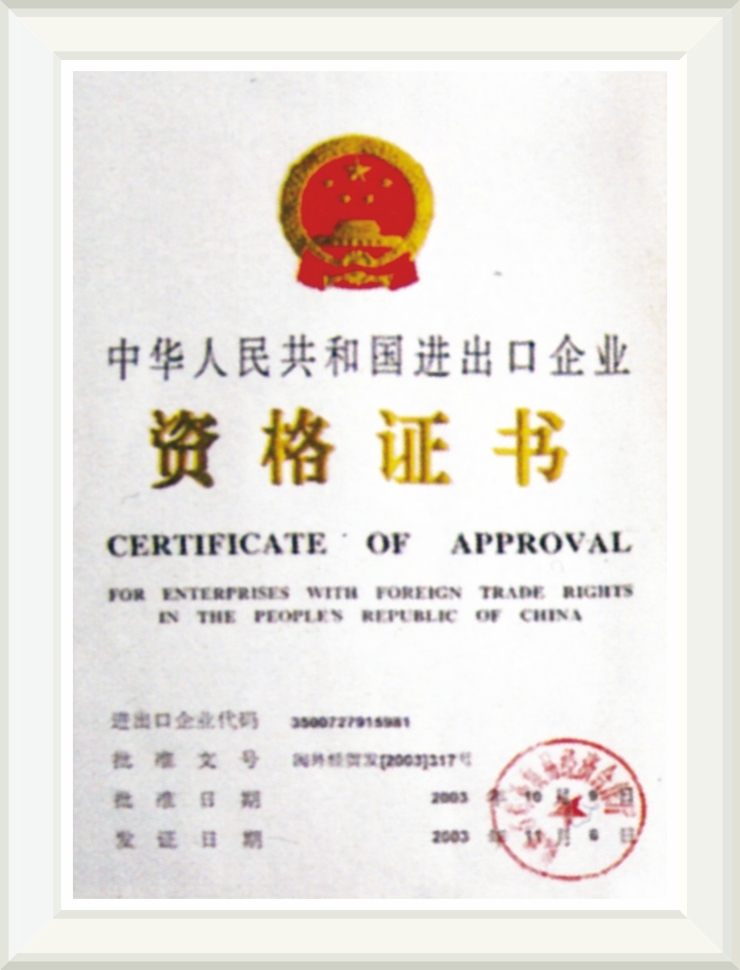 中华人民共和国进出口企业
资格证书
CERTIFICATE OF APPROVAL
FOR ENTERPRISES WITH FOREIGN TRADE RIGHTS
IN THE PEOPLE'S REPUBLIC OF CHINA
进出口企业代码 3500727915981
批准文号 闽外经贸发[2003]317号
批准日期 2003 年 10 月 9 日
发证日期 2003 年 11 月 6 日